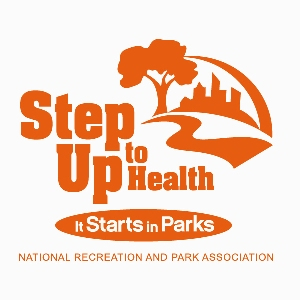 Step
Up to
Health
It Starts in Parks
NATIONAL RECREATION AND PARK ASSOCIATION